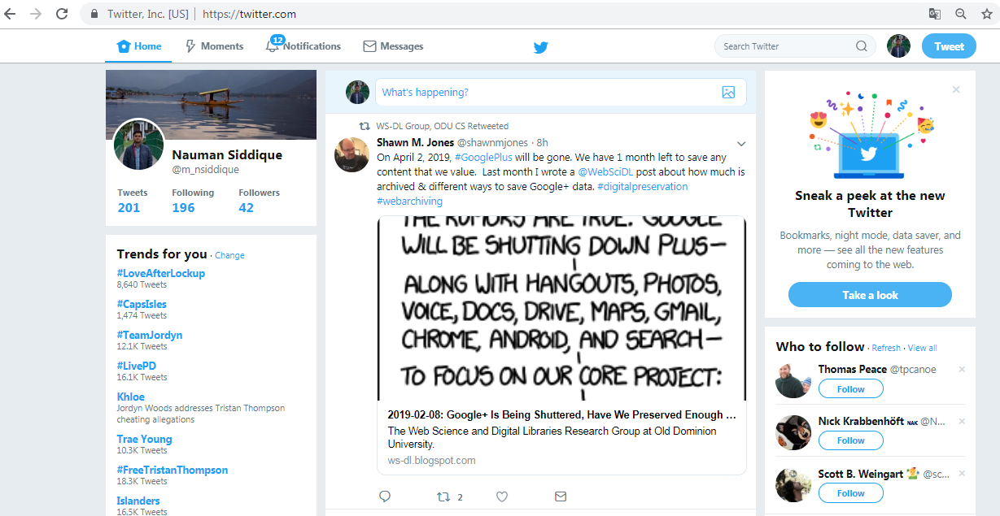 Twitter, Inc. [US] | https://twitter.com
Home
Moments
12
Notifications
Messages
Search Twitter
Tweet
Nauman Siddique
@m_nsiddique
Tweets Following Followers
201 196 42
Trends for you · Change
#LoveAfterLockup
8,640 Tweets
#CapsIsles
1,474 Tweets
#TeamJordyn
12.1K Tweets
#LivePD
16.1K Tweets
Khloe
Jordyn Woods addresses Tristan Thompson
cheating allegations
Trae Young
10.3K Tweets
#FreeTristanThompson
18.3K Tweets
Islanders
16.5K Tweets
What's happening?
WS-DL Group, ODU CS Retweeted
Shawn M. Jones @shawnmjones · 8h
On April 2, 2019, #GooglePlus will be gone. We have 1 month left to save any
content that we value. Last month I wrote a @WebSciDL post about how much is
archived & different ways to save Google+ data. #digitalpreservation
#webarchiving
THE RUMORS ARE TRUE. GOOGLE
WILL BE SHUTTING DOWN PLUS—
ALONG WITH HANGOUTS, PHOTOS,
VOICE, DOCS, DRIVE, MAPS, GMAIL,
CHROME, ANDROID, AND SEARCH—
TO FOCUS ON OUR CORE PROJECT:
2019-02-08: Google+ Is Being Shuttered, Have We Preserved Enough ...
The Web Science and Digital Libraries Research Group at Old Dominion
University.
ws-dl.blogspot.com
2
Sneak a peek at the new
Twitter
Bookmarks, night mode, data saver, and
more — see all the new features
coming to the web.
Take a look
Who to follow · Refresh · View all
Thomas Peace @tpcanoe
Follow
Nıck Krabbenhöft NAK @N...
Follow
Scott B. Weingart @sc...
Follow